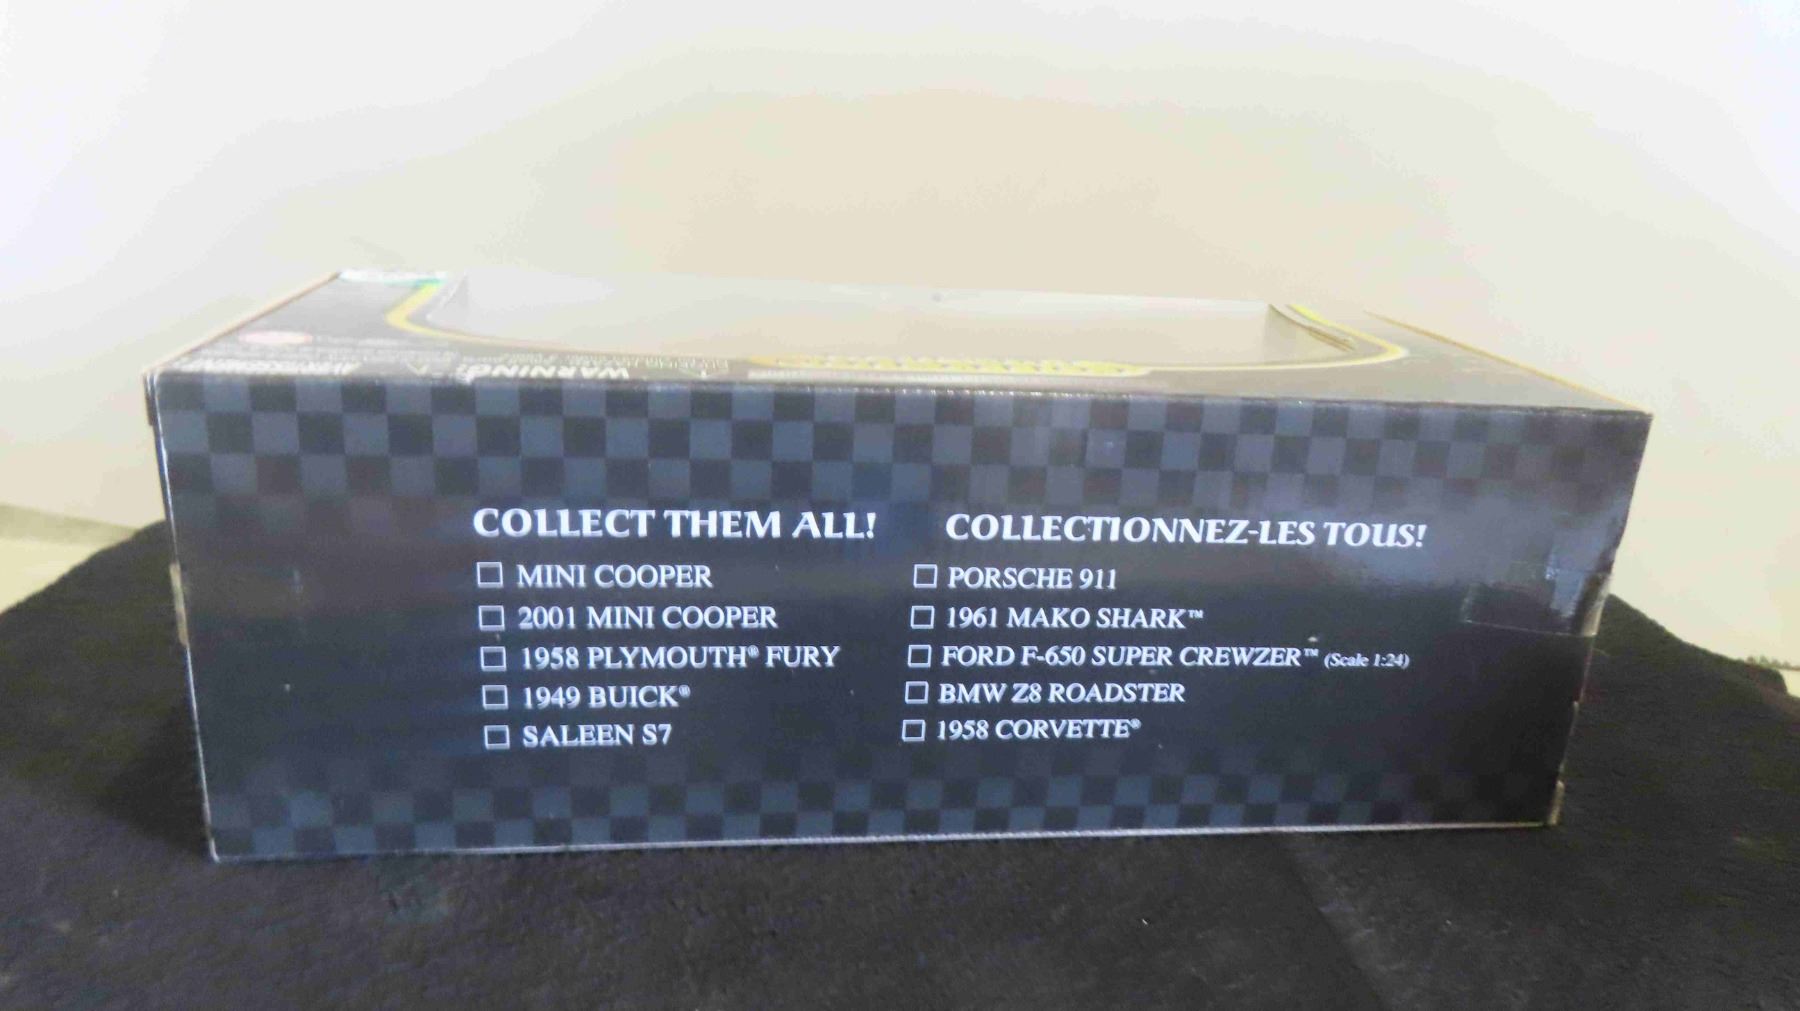 WARNING:
COLLECT THEM ALL!
☐ MINI COOPER
☐ 2001 MINI COOPER
☐ 1958 PLYMOUTH® FURY
☐ 1949 BUICK®
☐ SALEEN S7
COLLECTIONNEZ-LES TOUS!
☐ PORSCHE 911
☐ 1961 MAKO SHARK™
☐ FORD F-650 SUPER CREWZER™ (Scale 1:24)
☐ BMW Z8 ROADSTER
☐ 1958 CORVETTE®